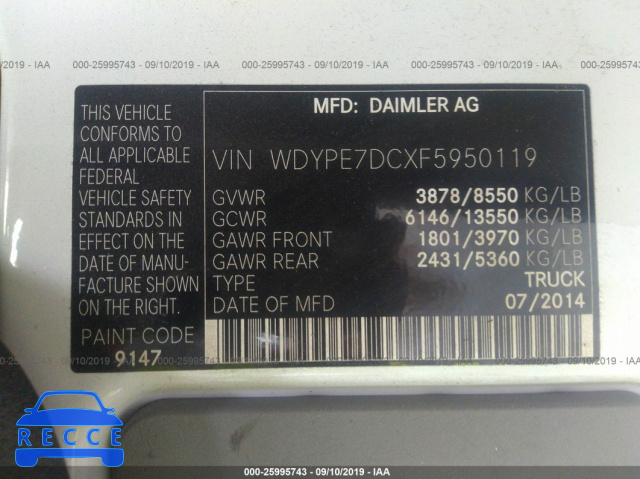 000-25995743 - 09/10/2019 - IAA
THIS VEHICLE
CONFORMS TO
ALL APPLICABLE
FEDERAL
VEHICLE SAFETY
STANDARDS IN
EFFECT ON THE
DATE OF MANU-
FACTURE SHOWN
ON THE RIGHT.
PAINT CODE
9147
MFD: DAIMLER AG
VIN WDYPE7DCXF5950119
GVWR 3878/8550 KG/LB
GCWR 6146/13550 KG/LB
GAWR FRONT 1801/3970 KG/LB
GAWR REAR 2431/5360 KG/LB
TYPE TRUCK
DATE OF MFD 07/2014
RECCE
000-25995743 - 09/10/2019 - IAA